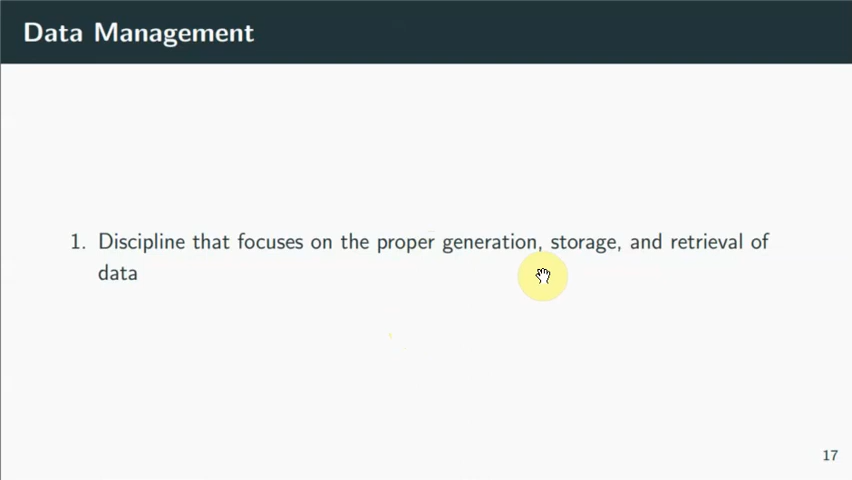 Data Management
1. Discipline that focuses on the proper generation, storage, and retrieval of
data
17